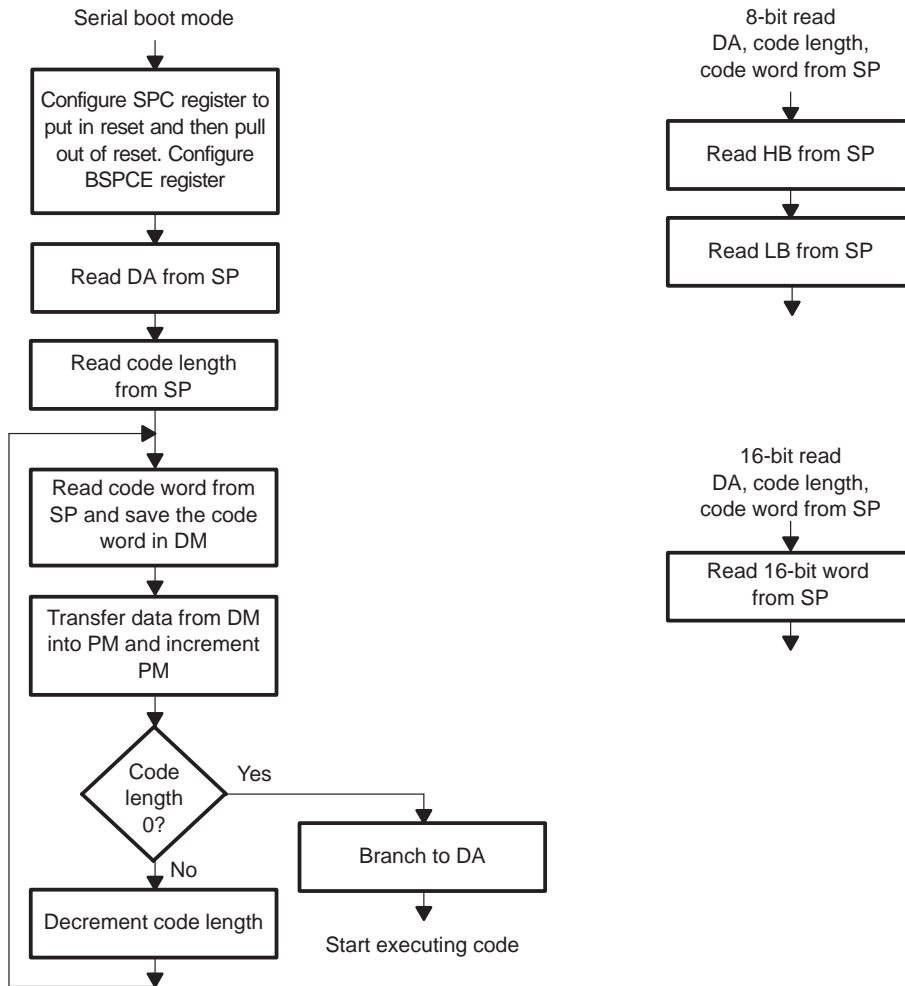 Serial boot mode
Configure SPC register to
put in reset and then pull
out of reset. Configure
BSPCE register
Read DA from SP
Read code length
from SP
Read code word from
SP and save the code
word in DM
Transfer data from DM
into PM and increment
PM
Code
length
0?
Yes
No
Branch to DA
Decrement code length
Start executing code
8-bit read
DA, code length,
code word from SP
Read HB from SP
Read LB from SP
16-bit read
DA, code length,
code word from SP
Read 16-bit word
from SP